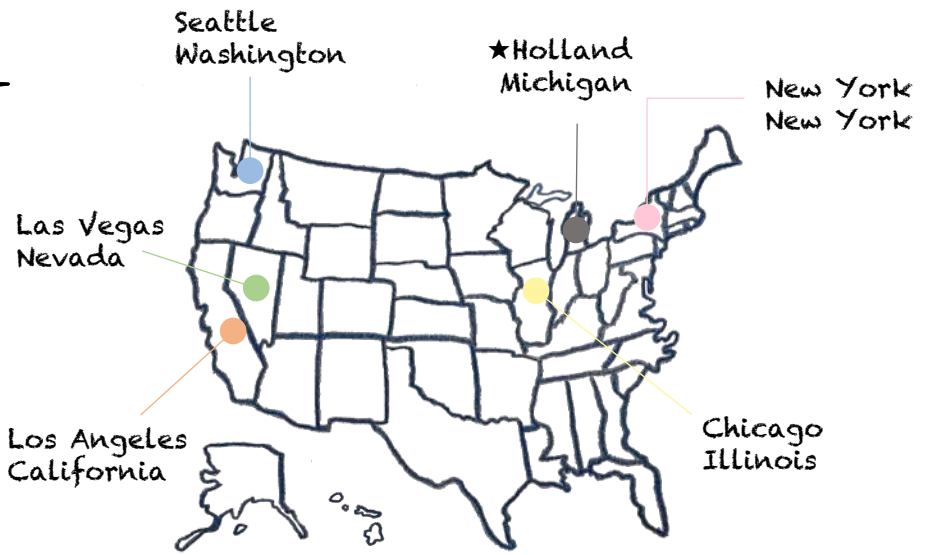 Seattle
Washington
★Holland
Michigan
New York
New York
Las Vegas
Nevada
Los Angeles
California
Chicago
Illinois